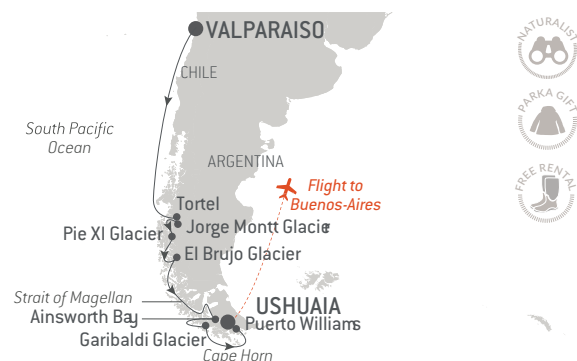 VALPARAISO
CHILE
South Pacific
Ocean
ARGENTINA
Flight to
Buenos-Aires
Tortel
Jorge Montt Glacier
Pie XI Glacier
El Brujo Glacier
Strait of Magellan
USHUAIA
Ainsworth Bay
Puerto Williams
Garibaldi Glacier
Cape Horn
NATURALIST
PARKA GIFT
FREE RENTAL